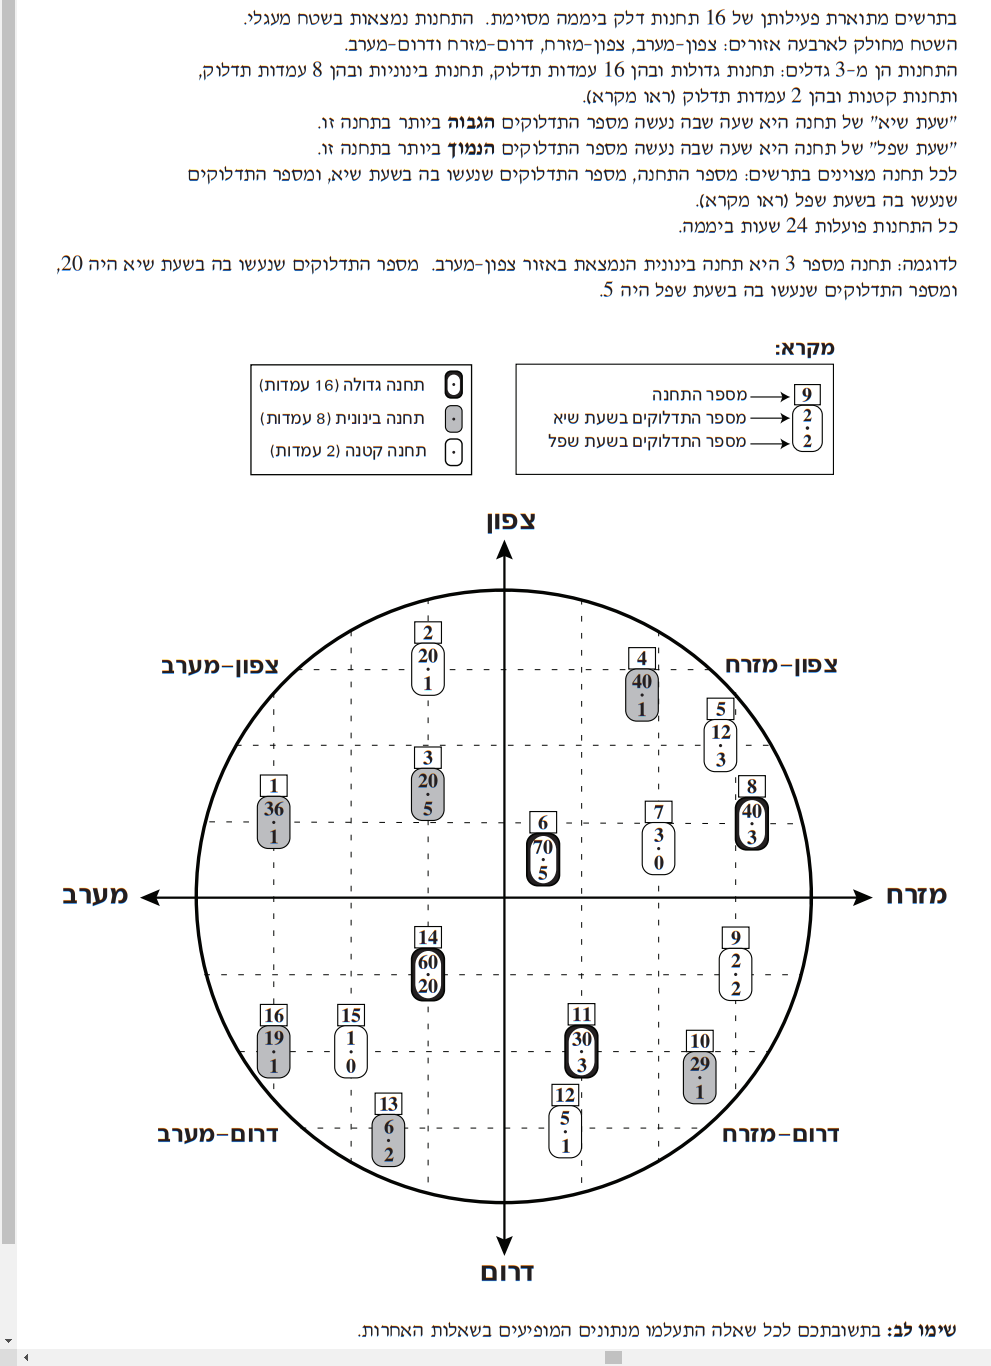 בתרשים מתוארת פעילותן של 16 תחנות דלק ביממה מסוימת. התחנות נמצאות בשטח מעגלי.
השטח מחולק לארבעה אזורים: צפון-מערב, צפון-מזרח, דרום-מזרח ודרום-מערב.
התחנות הן מ-3 גדלים: תחנות גדולות ובהן 16 עמדות תדלוק, תחנות בינוניות ובהן 8 עמדות תדלוק,
ותחנות קטנות ובהן 2 עמדות תדלוק (ראו מקרא).
"שעת שיא" של תחנה היא שעה שבה נעשה מספר התדלוקים הגבוה ביותר בתחנה זו.
"שעת שפל" של תחנה היא שעה שבה נעשה מספר התדלוקים הנמוך ביותר בתחנה זו.
לכל תחנה מצוינים בתרשים: מספר התחנה, מספר התדלוקים שנעשו בה בשעת שיא, ומספר התדלוקים
שנעשו בה בשעת שפל (ראו מקרא).
כל התחנות פועלות 24 שעות ביממה.
לדוגמה: תחנה מספר 3 היא תחנה בינונית הנמצאת באזור צפון-מערב. מספר התדלוקים שנעשו בה בשעת שיא היה 20,
ומספר התדלוקים שנעשו בה בשעת שפל היה 5.
מקרא:
מספר התחנה
9
מספר התדלוקים בשעת שיא
2
מספר התדלוקים בשעת שפל
2
תחנה גדולה (16 עמדות)
תחנה בינונית (8 עמדות)
תחנה קטנה (2 עמדות)
צפון
צפון-מזרח
צפון-מערב
2
20
1
4
40
1
5
12
3
3
20
5
1
36
1
8
40
3
7
3
0
6
70
5
מזרח
מערב
14
60
20
9
2
2
16
19
1
15
1
0
11
30
3
10
29
1
13
6
2
12
5
1
דרום-מזרח
דרום-מערב
דרום
שימו לב: בתשובתכם לכל שאלה התעלמו מנתונים המופיעים בשאלות האחרות.